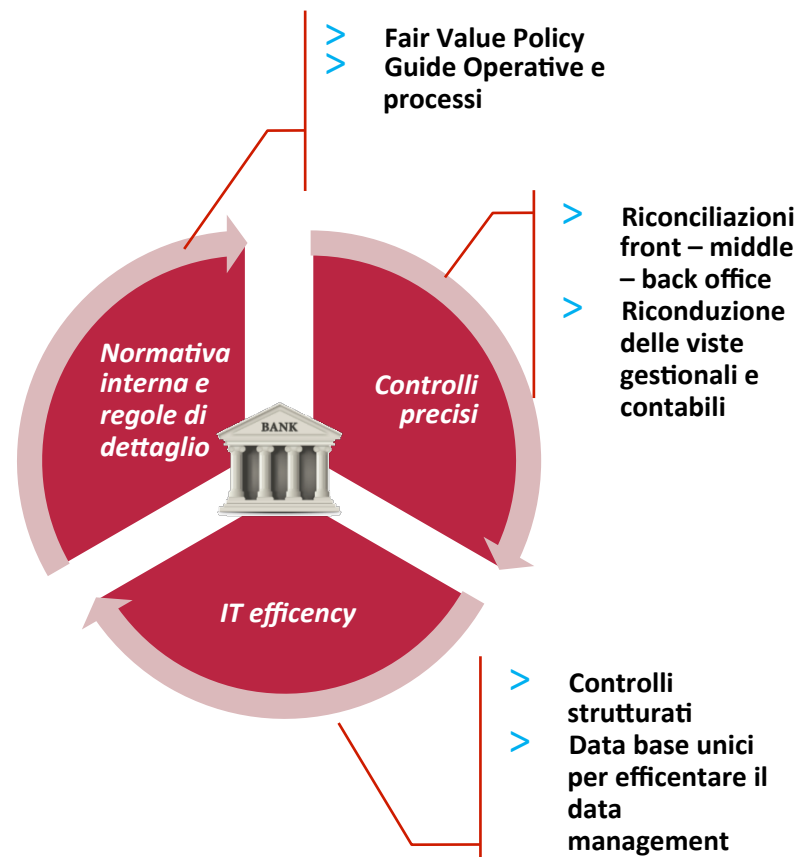 > Fair Value Policy
> Guide Operative e
processi
> Riconciliazioni
front – middle
– back office
> Riconduzione
delle viste
gestionali e
contabili
Normativa
interna e
regole di
dettaglio
Controlli
precisi
BANK
IT efficency
> Controlli
strutturati
> Data base unici
per efficentare il
data
management